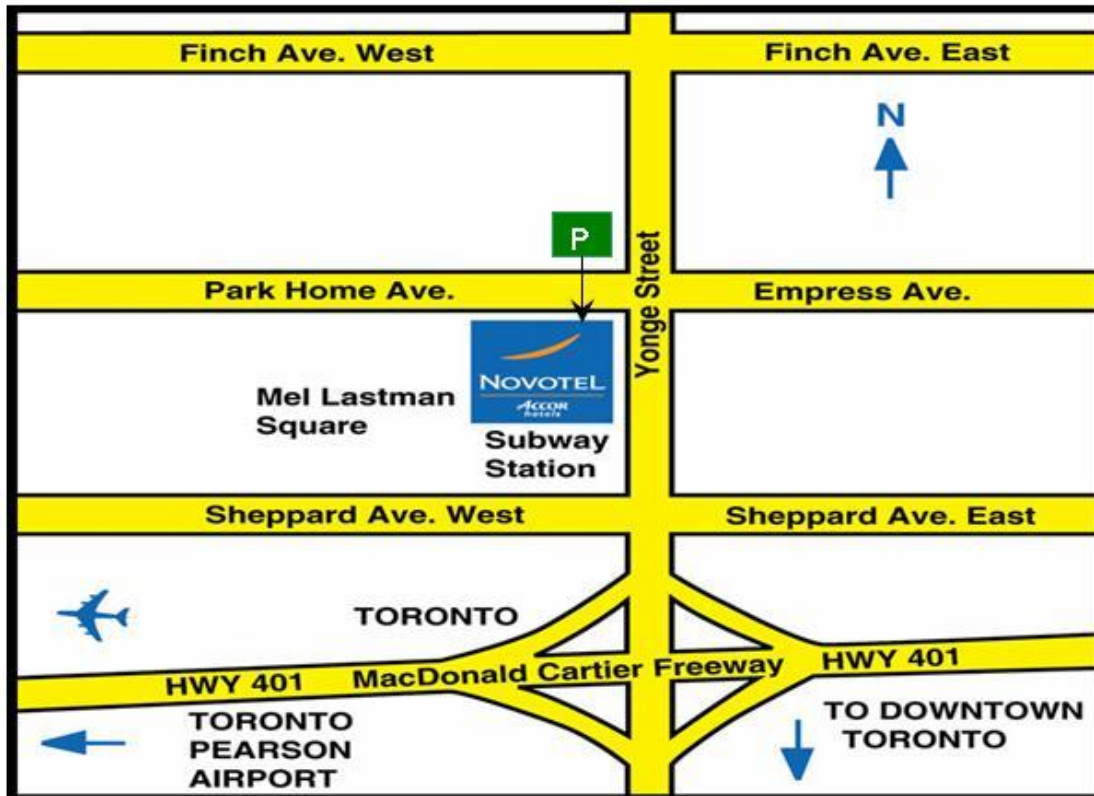 Finch Ave. West
Finch Ave. East
N
P
Yonge Street
Park Home Ave.
Empress Ave.
NOVOTEL
ACCOR
hotels
Mel Lastman
Square
Subway
Station
Sheppard Ave. West
Sheppard Ave. East
TORONTO
HWY 401
MacDonald Cartier Freeway
HWY 401
TORONTO
PEARSON
AIRPORT
TO DOWNTOWN
TORONTO